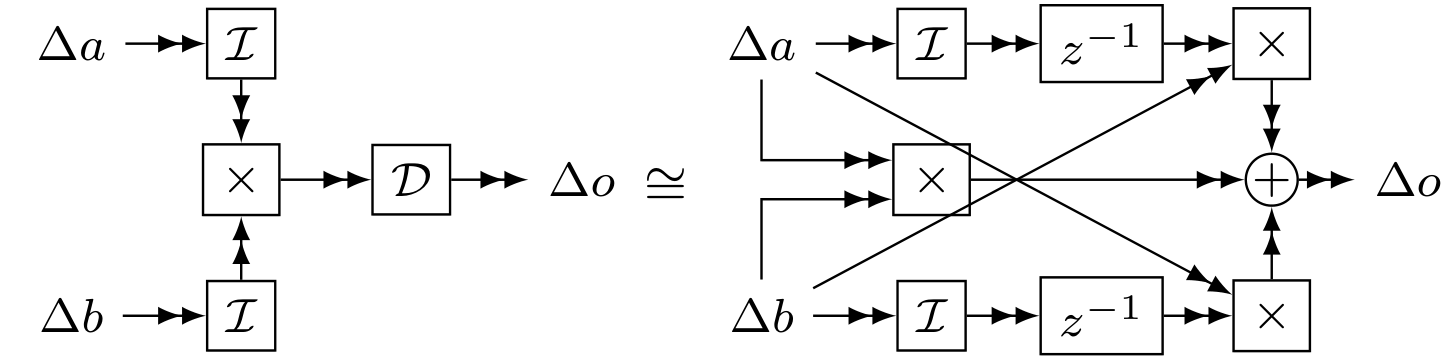 Δa 𝓘 Δa 𝓘 z⁻¹ ×
× 𝓓 Δo ≅ × + Δo
Δb 𝓘 Δb 𝓘 z⁻¹ ×